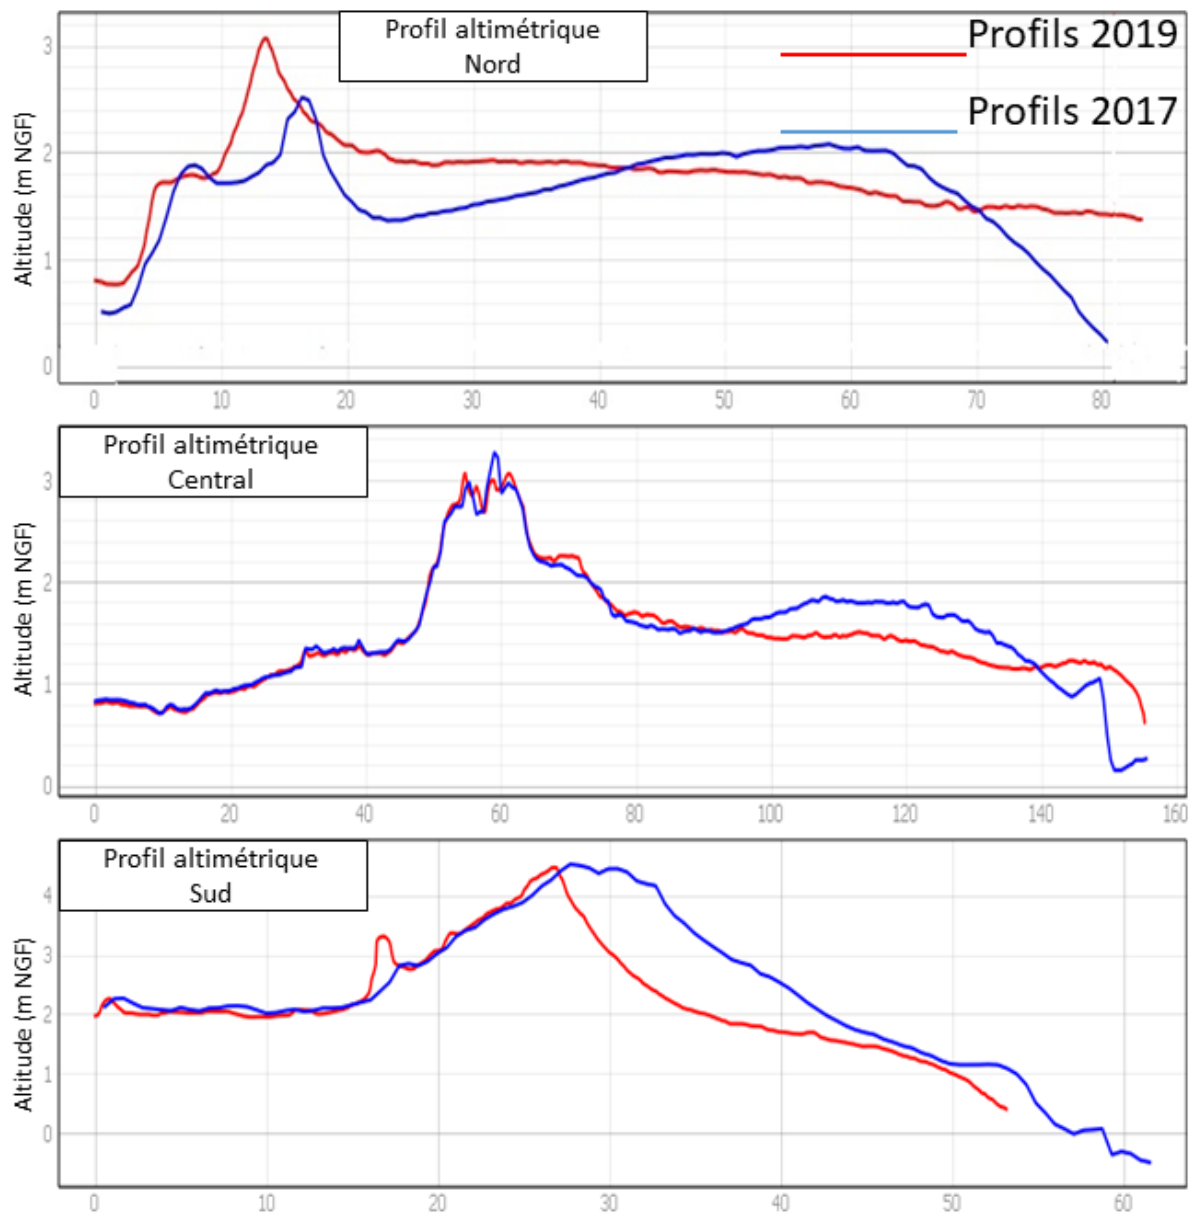 Profil altimétrique
Nord
Profils 2019
Profils 2017
Altitude (m NGF)
3
2
1
0
0 10 20 30 40 50 60 70 80
Profil altimétrique
Central
Altitude (m NGF)
3
2
1
0
0 20 40 60 80 100 120 140 160
Profil altimétrique
Sud
Altitude (m NGF)
4
3
2
1
0
0 10 20 30 40 50 60